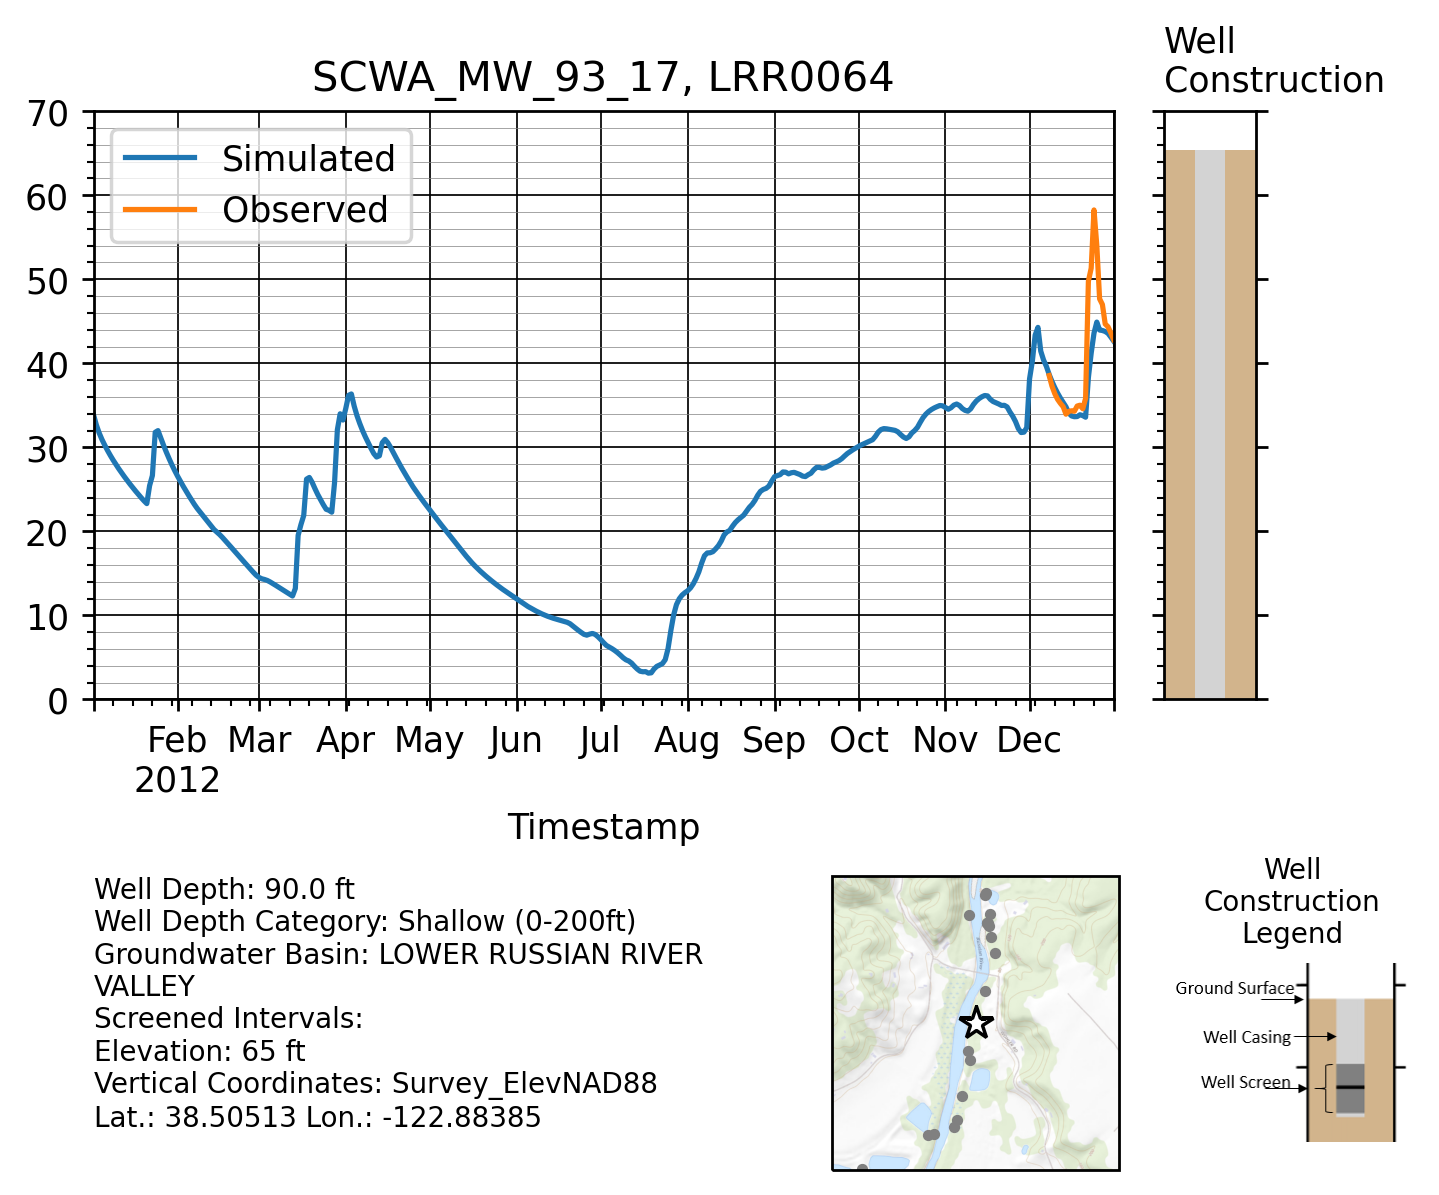 Well
Construction
SCWA_MW_93_17, LRR0064
Simulated
Observed
70
60
50
40
30
20
10
0
Feb Mar Apr May Jun Jul Aug Sep Oct Nov Dec
2012
Timestamp
Well Depth: 90.0 ft
Well Depth Category: Shallow (0-200ft)
Groundwater Basin: LOWER RUSSIAN RIVER
VALLEY
Screened Intervals:
Elevation: 65 ft
Vertical Coordinates: Survey_ElevNAD88
Lat.: 38.50513 Lon.: -122.88385
Well
Construction
Legend
Ground Surface
Well Casing
Well Screen